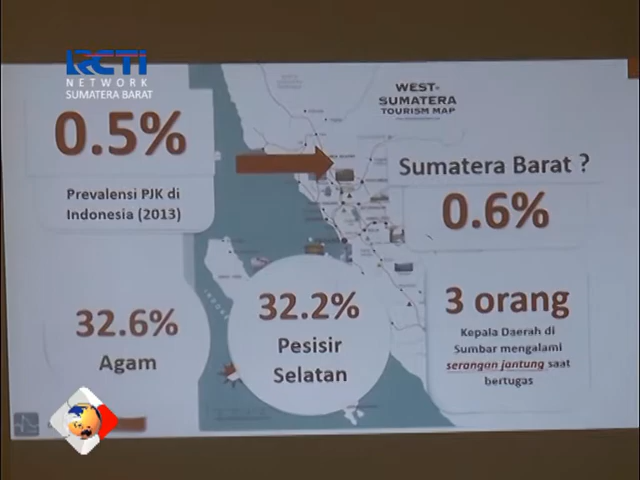 RCTI
NETWORK
SUMATERA BARAT
WEST-
SUMATERA
TOURISM MAP
0.5%
Prevalensi PJK di
Indonesia (2013)
Sumatera Barat ?
0.6%
32.6%
Agam
32.2%
Pesisir
Selatan
3 orang
Kepala Daerah di
Sumbar mengalami
serangan jantung saat
bertugas